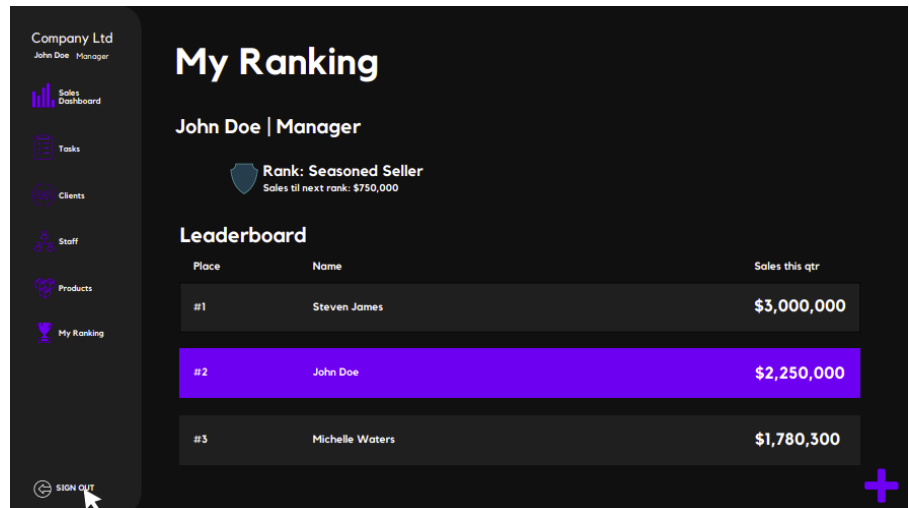 Company Ltd
John Doe Manager
Sales
Dashboard
Tasks
Clients
Staff
Products
My Ranking
SIGN OUT
My Ranking
John Doe | Manager
Rank: Seasoned Seller
Sales til next rank: $750,000
Leaderboard
Place Name Sales this qtr
#1 Steven James $3,000,000
#2 John Doe $2,250,000
#3 Michelle Waters $1,780,300